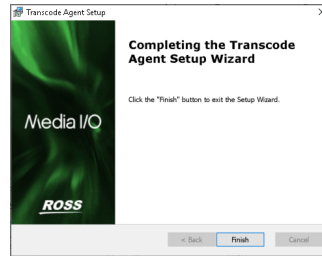 Transcode Agent Setup
Completing the Transcode
Agent Setup Wizard
Click the "Finish" button to exit the Setup Wizard.
Media I/O
ROSS
< Back
Finish
Cancel